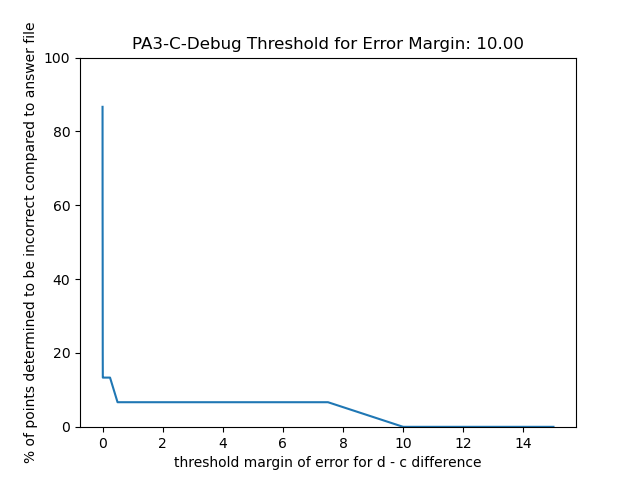 PA3-C-Debug Threshold for Error Margin: 10.00
% of points determined to be incorrect compared to answer file
100
80
60
40
20
0
0 2 4 6 8 10 12 14
threshold margin of error for d - c difference